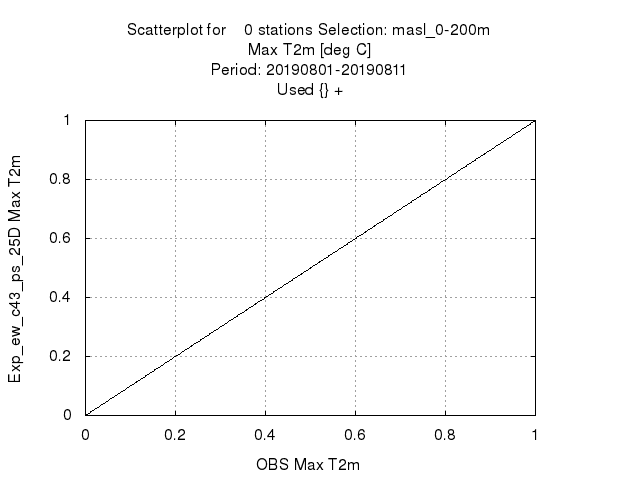 Scatterplot for    0 stations Selection: masl_0-200m
Max T2m [deg C]
Period: 20190801-20190811
Used {} +
1
0.8
0.6
0.4
0.2
0
Exp_ew_c43_ps_25D Max T2m
0 0.2 0.4 0.6 0.8 1
OBS Max T2m